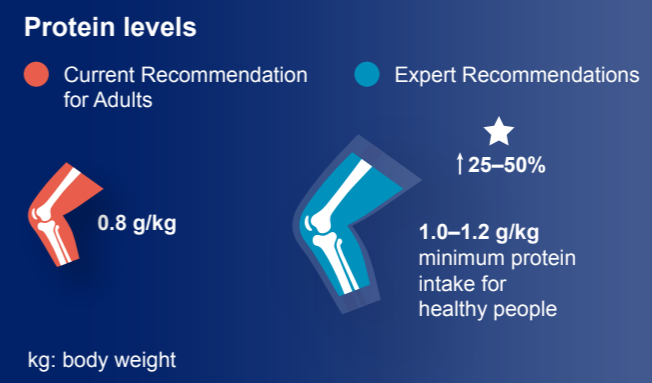 Protein levels
Current Recommendation
for Adults
Expert Recommendations
0.8 g/kg
↑ 25–50%
1.0–1.2 g/kg
minimum protein
intake for
healthy people
kg: body weight